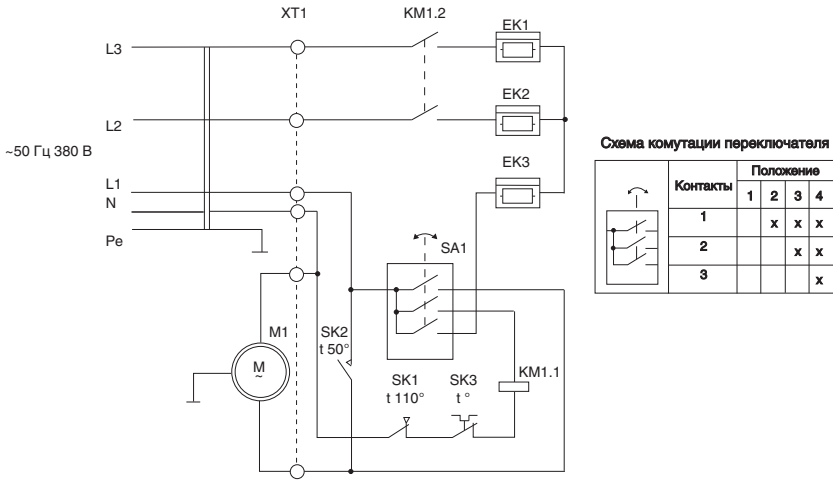 XT1
KM1.2
EK1
L3
EK2
L2
~50 Гц 380 В
EK3
L1
N
Pe
SA1
M1
M
~
SK2
t 50°
SK1
t 110°
SK3
t °
KM1.1
Схема комутации переключателя
Контакты Положение
1 2 3 4
1 x x x
2 x x
3 x